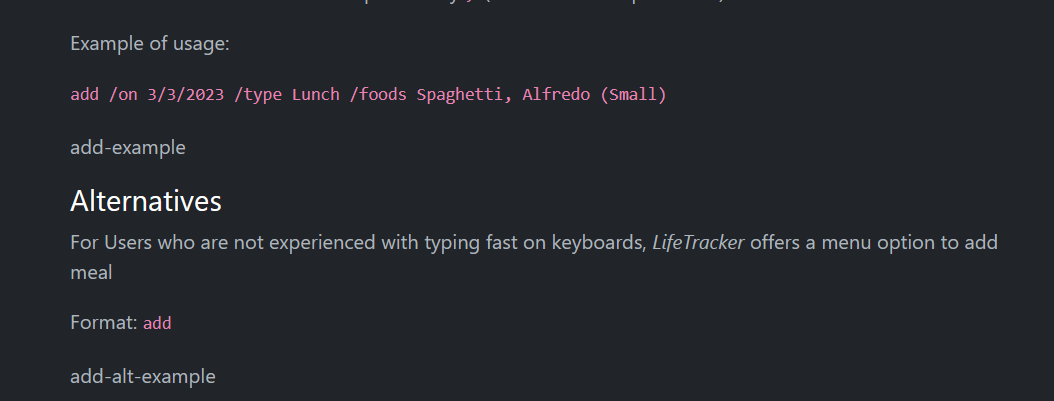 Example of usage:
add /on 3/3/2023 /type Lunch /foods Spaghetti, Alfredo (Small)
add-example
Alternatives
For Users who are not experienced with typing fast on keyboards, LifeTracker offers a menu option to add
meal
Format: add
add-alt-example